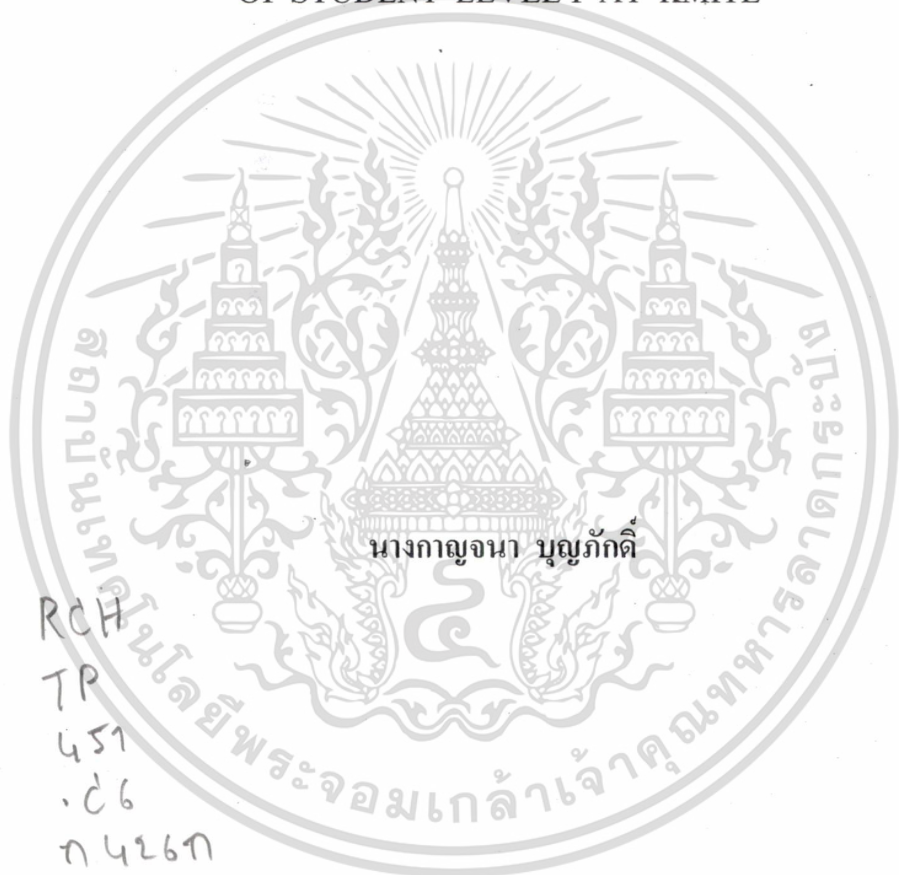 OF STUDENT LEVEL I AT KMITL
สถาบันเทคโนโลยีพระจอมเกล้าเจ้าคุณทหารลาดกระบัง
๔
นางกาญจนา บุญภักดิ์
RCH
TP
451